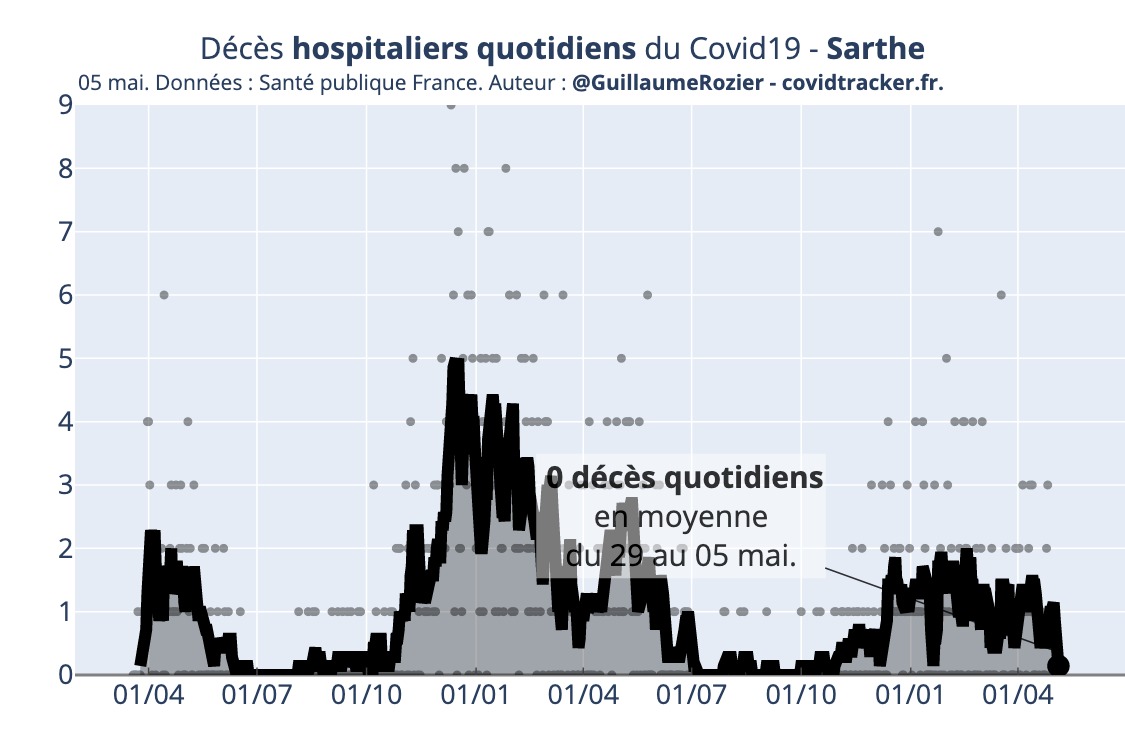 Décès hospitaliers quotidiens du Covid19 - Sarthe
05 mai. Données : Santé publique France. Auteur : @GuillaumeRozier - covidtracker.fr.
9
8
7
6
5
4
3
2
1
0
0 décès quotidiens
en moyenne
du 29 au 05 mai.
01/04 01/07 01/10 01/01 01/04 01/07 01/10 01/01 01/04